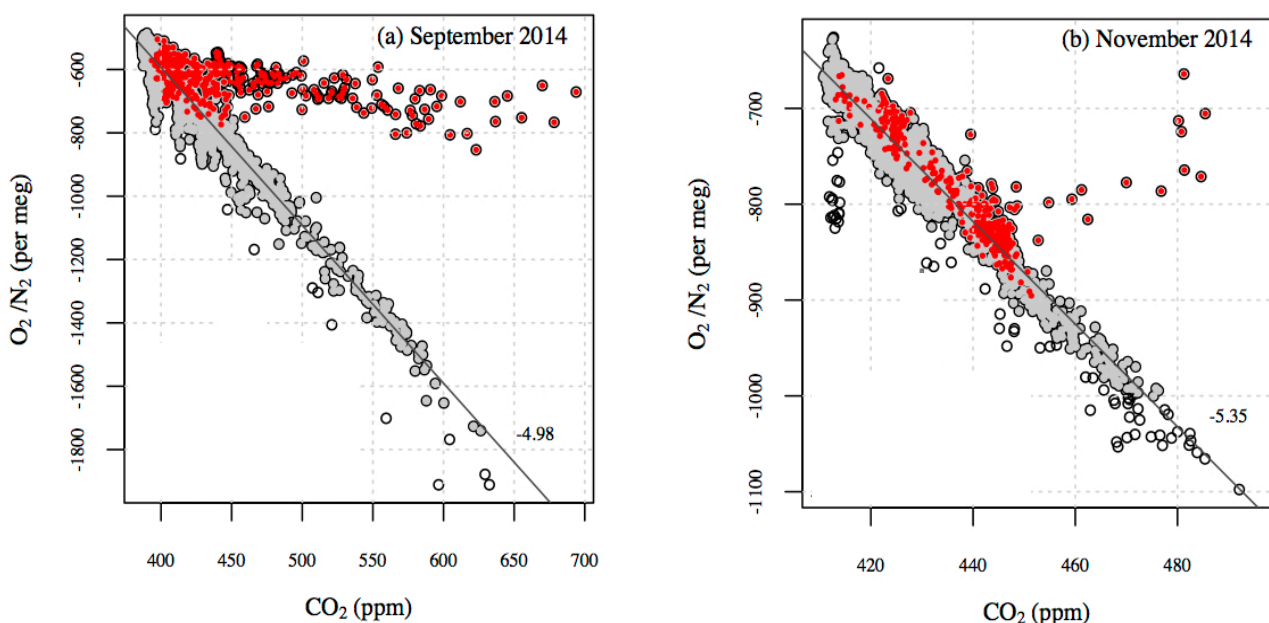 (a) September 2014
O2 /N2 (per meg)
-600
-800
-1000
-1200
-1400
-1600
-1800
-4.98
400 450 500 550 600 650 700
CO2 (ppm)
(b) November 2014
O2 /N2 (per meg)
-700
-800
-900
-1000
-1100
-5.35
420 440 460 480
CO2 (ppm)